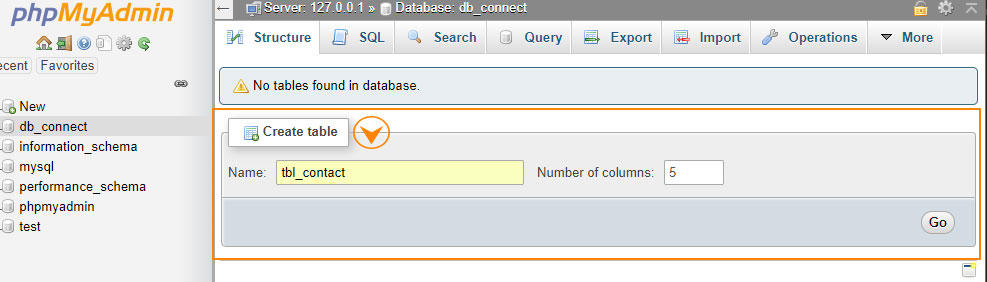 phpMyAdmin
Server: 127.0.0.1 » Database: db_connect
Structure SQL Search Query Export Import Operations More
ecent Favorites
No tables found in database.
New
db_connect
information_schema
mysql
performance_schema
phpmyadmin
test
Create table
Name: tbl_contact Number of columns: 5
Go